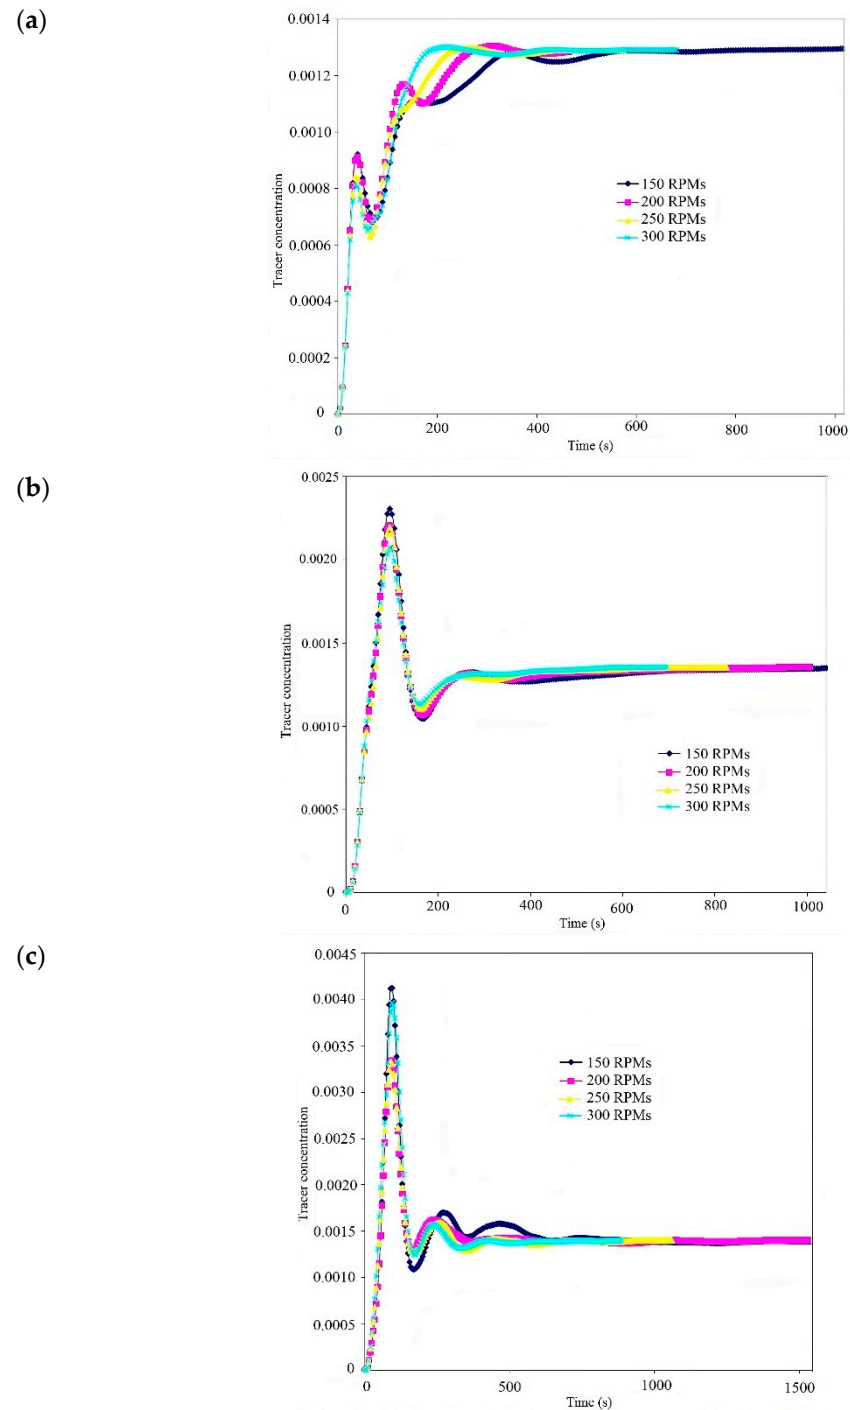 (a)
0.0014
0.0012
0.0010
0.0008
0.0006
0.0004
0.0002
0
Tracer concentration
150 RPMs
200 RPMs
250 RPMs
300 RPMs
0 200 400 600 800 1000
Time (s)
(b)
0.0025
0.0020
0.0015
0.0010
0.0005
0
Tracer concentration
150 RPMs
200 RPMs
250 RPMs
300 RPMs
0 200 400 600 800 1000
Time (s)
(c)
0.0045
0.0040
0.0035
0.0030
0.0025
0.0020
0.0015
0.0010
0.0005
0
Tracer concentration
150 RPMs
200 RPMs
250 RPMs
300 RPMs
0 500 1000 1500
Time (s)